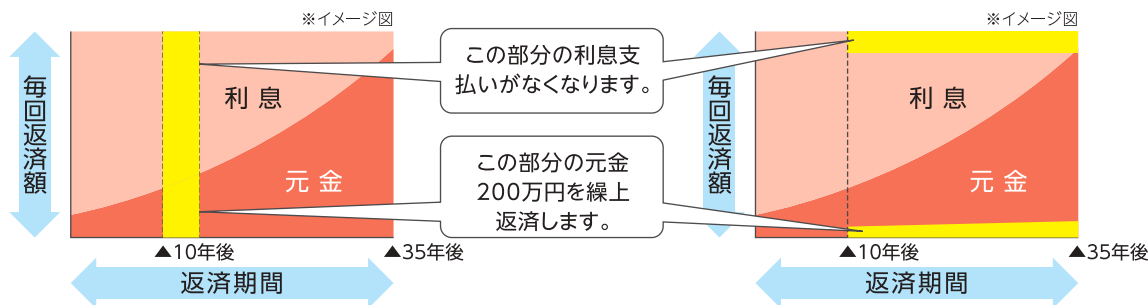 ※イメージ図
毎回返済額
利息
元金
▲10年後
▲35年後
返済期間
この部分の利息支
払いがなくなります。
この部分の元金
200万円を繰上
返済します。
※イメージ図
毎回返済額
利息
元金
▲10年後
▲35年後
返済期間